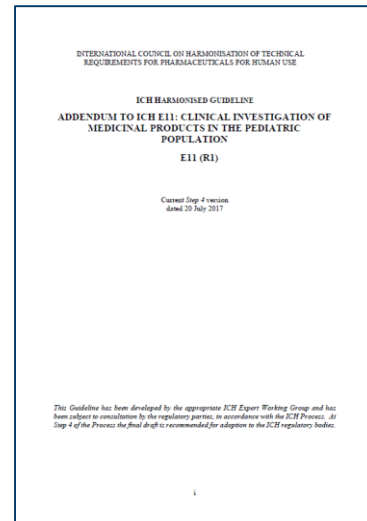 INTERNATIONAL COUNCIL ON HARMONISATION OF TECHNICAL
REQUIREMENTS FOR PHARMACEUTICALS FOR HUMAN USE
ICH HARMONISED GUIDELINE
ADDENDUM TO ICH E11: CLINICAL INVESTIGATION OF
MEDICINAL PRODUCTS IN THE PEDIATRIC
POPULATION
E11 (R1)
Current Step 4 version
dated 20 July 2017
This Guideline has been developed by the appropriate ICH Expert Working Group and has
been subject to consultation by the regulatory parties, in accordance with the ICH Process. At
Step 4 of the Process the final draft is recommended for adoption to the ICH regulatory bodies.